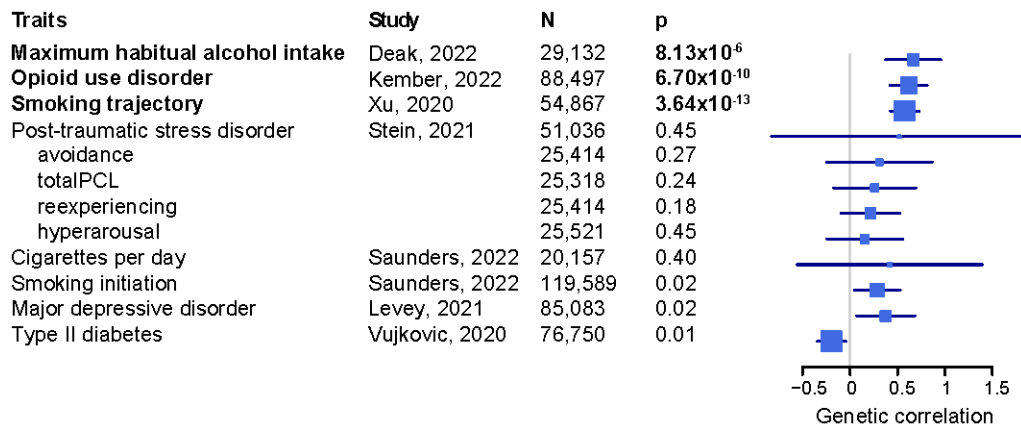 Traits Study N p
Maximum habitual alcohol intake Deak, 2022 29,132 8.13x10⁻⁶
Opioid use disorder Kember, 2022 88,497 6.70x10⁻¹⁰
Smoking trajectory Xu, 2020 54,867 3.64x10⁻¹³
Post-traumatic stress disorder Stein, 2021 51,036 0.45
avoidance 25,414 0.27
totalPCL 25,318 0.24
reexperiencing 25,414 0.18
hyperarousal 25,521 0.45
Cigarettes per day Saunders, 2022 20,157 0.40
Smoking initiation Saunders, 2022 119,589 0.02
Major depressive disorder Levey, 2021 85,083 0.02
Type II diabetes Vujkovic, 2020 76,750 0.01
−0.5 0 0.5 1 1.5
Genetic correlation